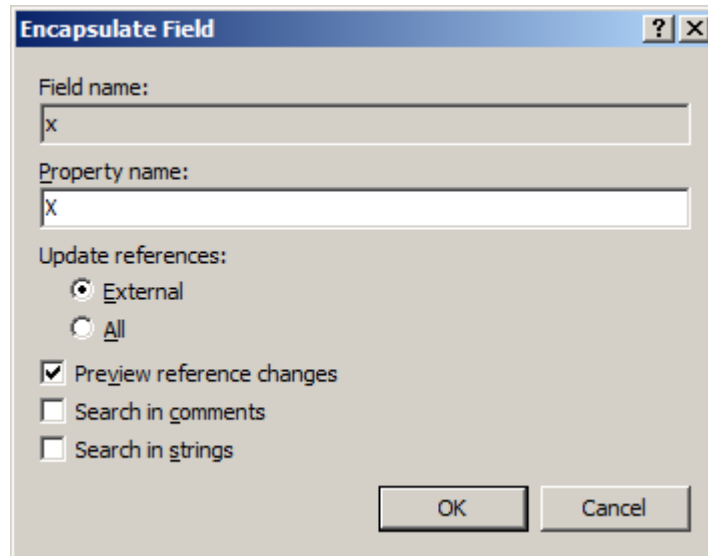 Encapsulate Field
Field name:
x
Property name:
X
Update references:
External
All
Preview reference changes
Search in comments
Search in strings
OK Cancel